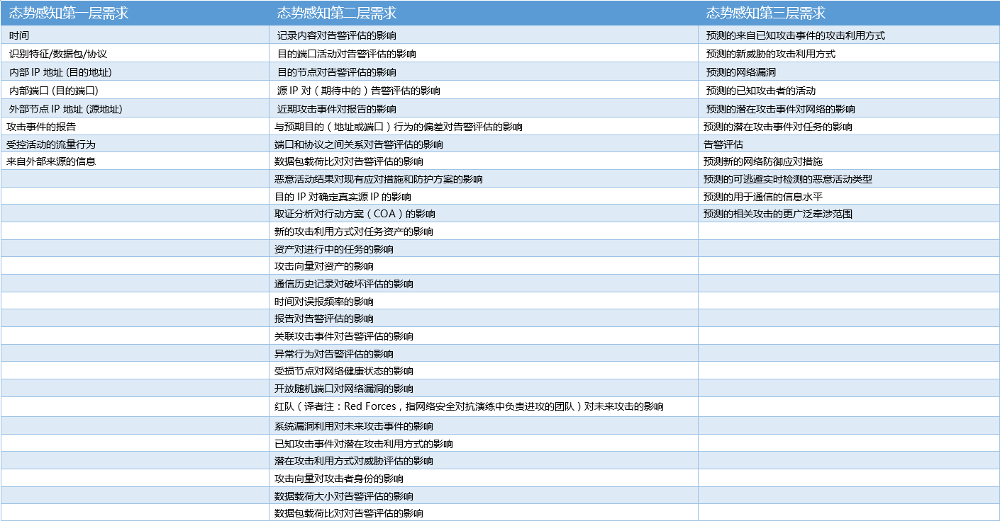 态势感知第一层需求 态势感知第二层需求 态势感知第三层需求
时间 记录内容对告警评估的影响 预测的来自已知攻击事件的攻击利用方式
识别特征/数据包/协议 目的端口活动对告警评估的影响 预测的新威胁的攻击利用方式
内部 IP 地址 (目的地址) 目的节点对告警评估的影响 预测的网络漏洞
内部端口 (目的端口) 源 IP 对（期待中的）告警评估的影响 预测的已知攻击者的活动
外部节点 IP 地址 (源地址) 近期攻击事件对报告的影响 预测的潜在攻击事件对网络的影响
攻击事件的报告 与预期目的（地址或端口）行为的偏差对告警评估的影响 预测的潜在攻击事件对任务的影响
受控活动的流量行为 端口和协议之间关系对告警评估的影响 告警评估
来自外部来源的信息 数据包载荷比对对告警评估的影响 预测新的网络防御应对措施
恶意活动结果对现有应对措施和防护方案的影响 预测的可逃避实时检测的恶意活动类型
目的 IP 对确定真实源 IP 的影响 预测的用于通信的信息水平
取证分析对行动方案（COA）的影响 预测的相关攻击的更广泛牵涉范围
新的攻击利用方式对任务资产的影响
资产对进行中的任务的影响
攻击向量对资产的影响
通信历史记录对破坏评估的影响
时间对误报频率的影响
报告对告警评估的影响
关联攻击事件对告警评估的影响
异常行为对告警评估的影响
受损节点对网络健康状态的影响
开放随机端口对网络漏洞的影响
红队（译者注：Red Forces，指网络安全对抗演练中负责进攻的团队）对未来攻击的影响
系统漏洞利用对未来攻击事件的影响
已知攻击事件对潜在攻击利用方式的影响
潜在攻击利用方式对威胁评估的影响
攻击向量对攻击者身份的影响
数据载荷大小对告警评估的影响
数据包载荷比对对告警评估的影响